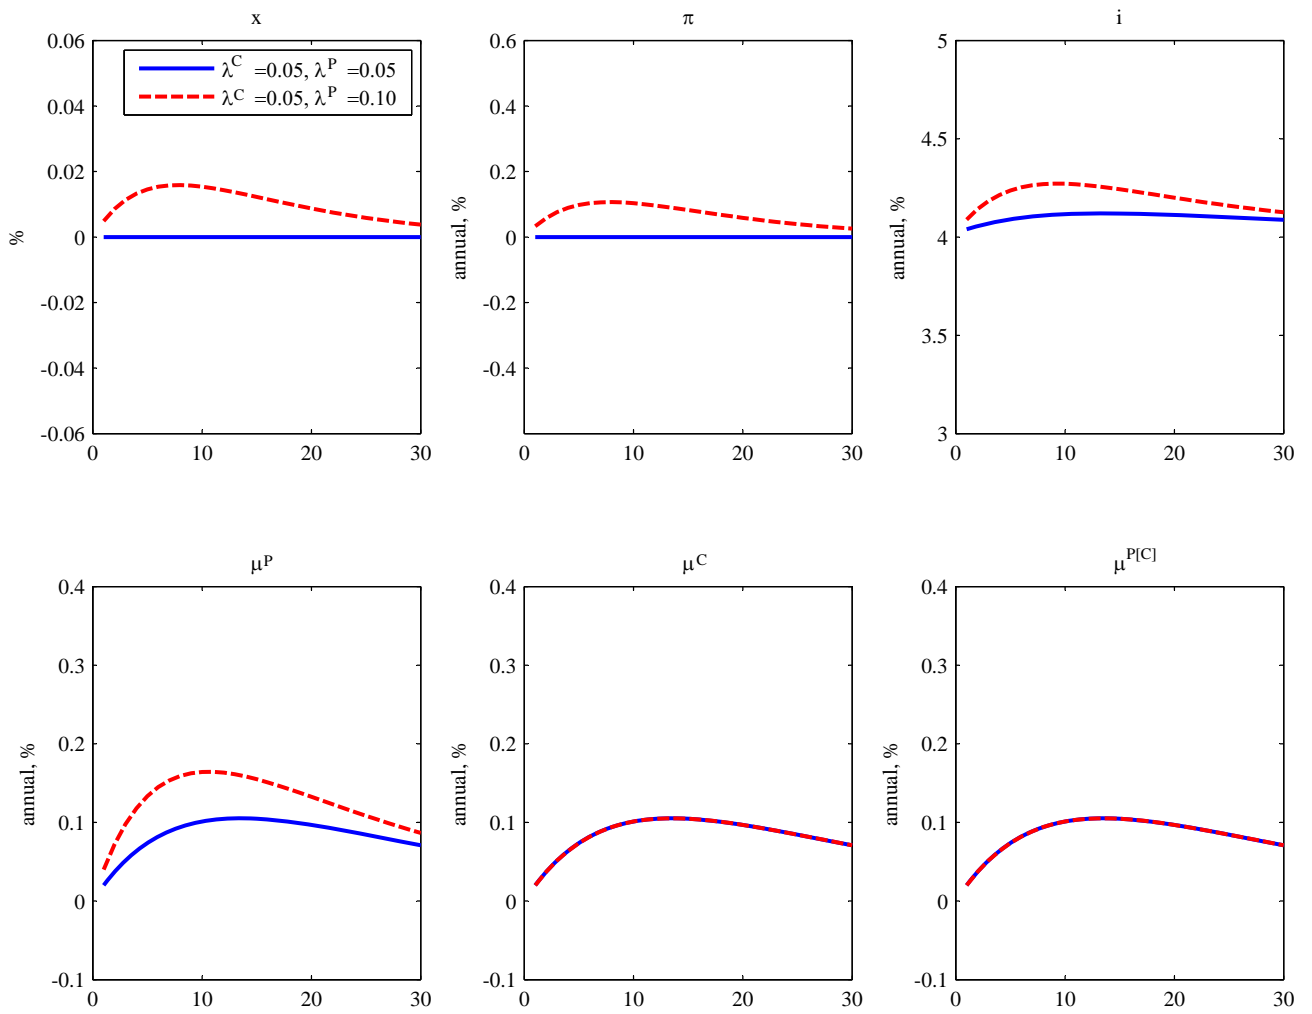 x
0.06
0.04
0.02
0
-0.02
-0.04
-0.06
%
0 10 20 30
λC =0.05, λP =0.05
λC =0.05, λP =0.10
π
0.6
0.4
0.2
0
-0.2
-0.4
annual, %
0 10 20 30
i
5
4.5
4
3.5
3
annual, %
0 10 20 30
μP
0.4
0.3
0.2
0.1
0
-0.1
annual, %
0 10 20 30
μC
0.4
0.3
0.2
0.1
0
-0.1
annual, %
0 10 20 30
μP[C]
0.4
0.3
0.2
0.1
0
-0.1
annual, %
0 10 20 30